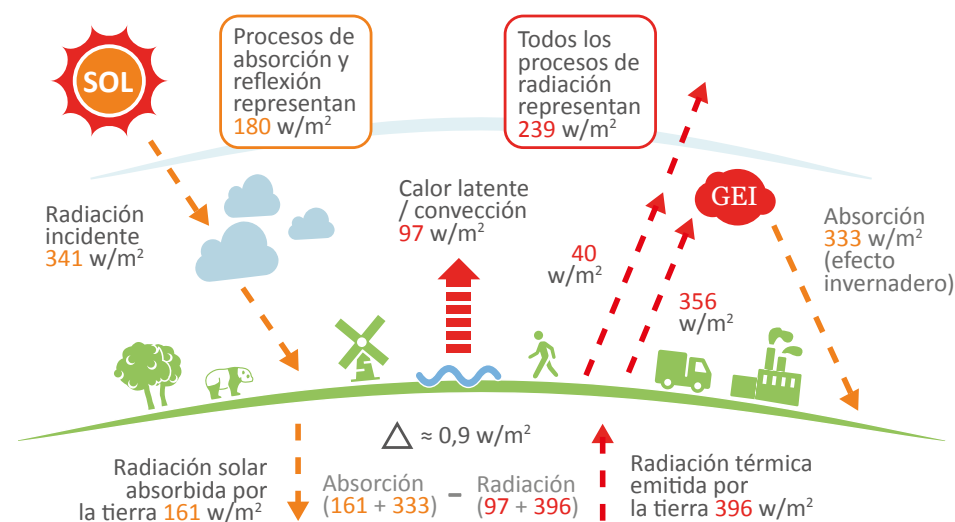 SOL
Procesos de
absorción y
reflexión
representan
180 w/m²
Todos los
procesos de
radiación
representan
239 w/m²
Radiación
incidente
341 w/m²
Calor latente
/ convección
97 w/m²
GEI
40
w/m²
356
w/m²
Absorción
333 w/m²
(efecto
invernadero)
△ ≈ 0,9 w/m²
Radiación solar
absorbida por
la tierra 161 w/m²
Absorción – Radiación
(161 + 333) (97 + 396)
Radiación térmica
emitida por
la tierra 396 w/m²